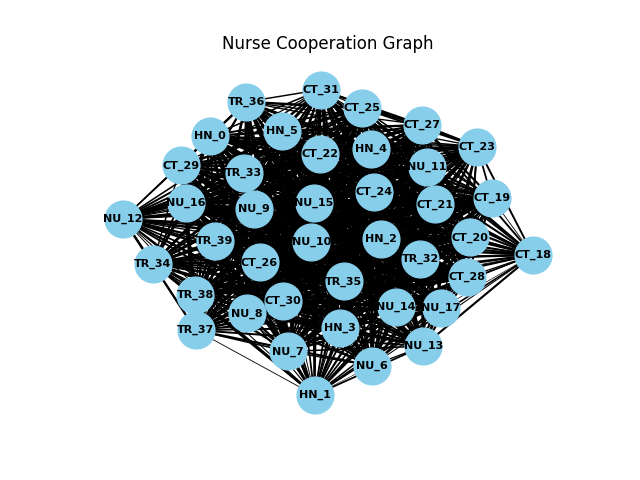 Nurse Cooperation Graph
CT_31
TR_36
CT_25
CT_27
HN_5
HN_0
CT_23
HN_4
CT_22
CT_29
NU_11
TR_33
CT_24
CT_19
NU_16
NU_15
CT_21
NU_9
NU_12
CT_20
HN_2
TR_39
NU_10
CT_18
TR_32
CT_26
TR_34
CT_28
TR_35
TR_38
CT_30
NU_14
NU_17
NU_8
HN_3
TR_37
NU_13
NU_7
NU_6
HN_1